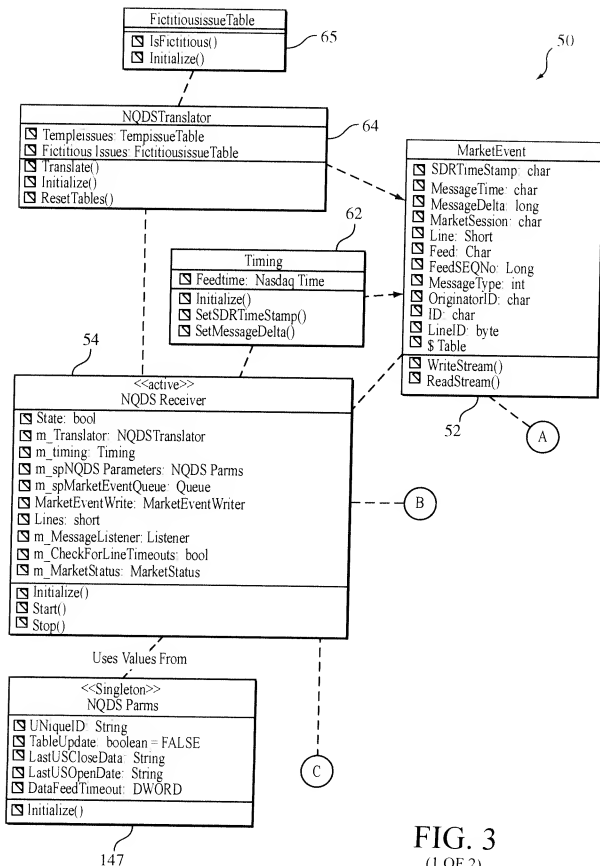 FictitiousissueTable
IsFictitious()
Initialize()
65
50
NQDSTranslator
Templeissues: TempissueTable
Fictitious Issues: FictitiousissueTable
Translate()
Initialize()
ResetTables()
64
MarketEvent
SDRTimeStamp: char
MessageTime: char
MessageDelta: long
MarketSession: char
Line: Short
Feed: Char
FeedSEQNo: Long
MessageType: int
OriginatorID: char
ID: char
LineID: byte
$ Table
WriteStream()
ReadStream()
52
A
62
Timing
Feedtime: Nasdaq Time
Initialize()
SetSDRTimeStamp()
SetMessageDelta()
54
<<active>>
NQDS Receiver
State: bool
m_Translator: NQDSTranslator
m_timing: Timing
m_spNQDS Parameters: NQDS Parms
m_spMarketEventQueue: Queue
MarketEventWrite: MarketEventWriter
Lines: short
m_MessageListener: Listener
m_CheckForLineTimeouts: bool
m_MarketStatus: MarketStatus
Initialize()
Start()
Stop()
B
Uses Values From
<<Singleton>>
NQDS Parms
UNiqueID: String
TableUpdate: boolean = FALSE
LastUSCloseData: String
LastUSOpenDate: String
DataFeedTimeout: DWORD
Initialize()
147
C
FIG. 3
(1 OF 2)